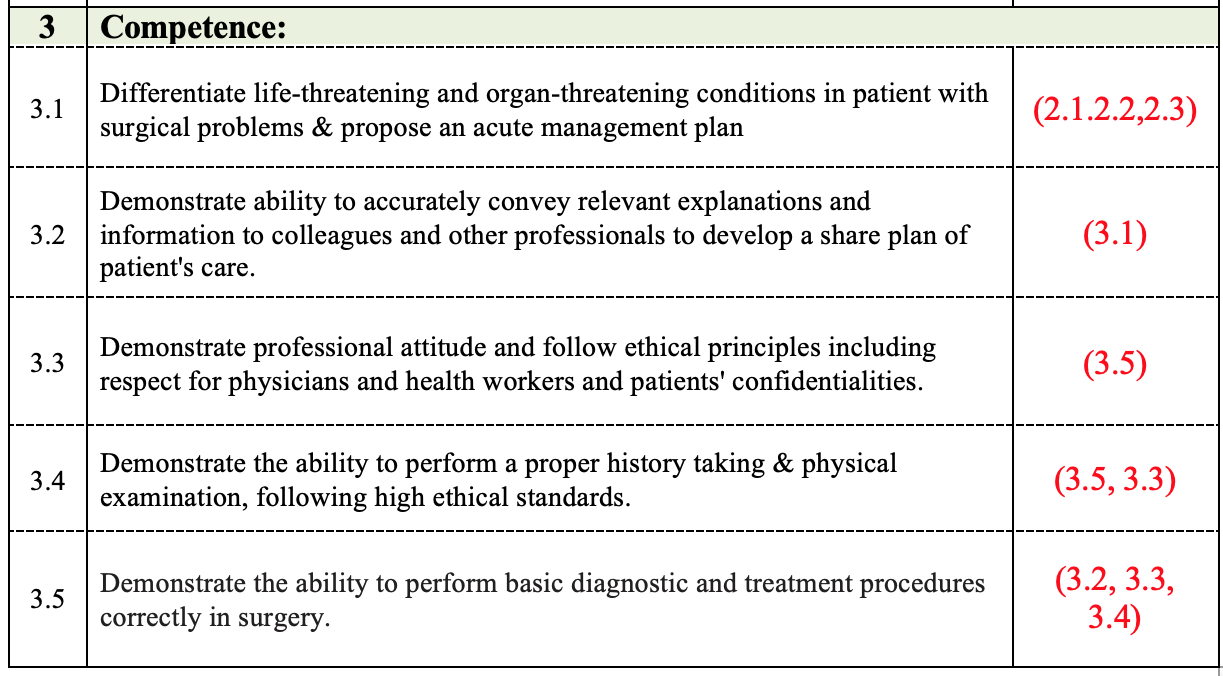 3 Competence:
3.1 Differentiate life-threatening and organ-threatening conditions in patient with
surgical problems & propose an acute management plan
(2.1.2.2,2.3)
3.2 Demonstrate ability to accurately convey relevant explanations and
information to colleagues and other professionals to develop a share plan of
patient's care.
(3.1)
3.3 Demonstrate professional attitude and follow ethical principles including
respect for physicians and health workers and patients' confidentialities.
(3.5)
3.4 Demonstrate the ability to perform a proper history taking & physical
examination, following high ethical standards.
(3.5, 3.3)
3.5 Demonstrate the ability to perform basic diagnostic and treatment procedures
correctly in surgery.
(3.2, 3.3,
3.4)